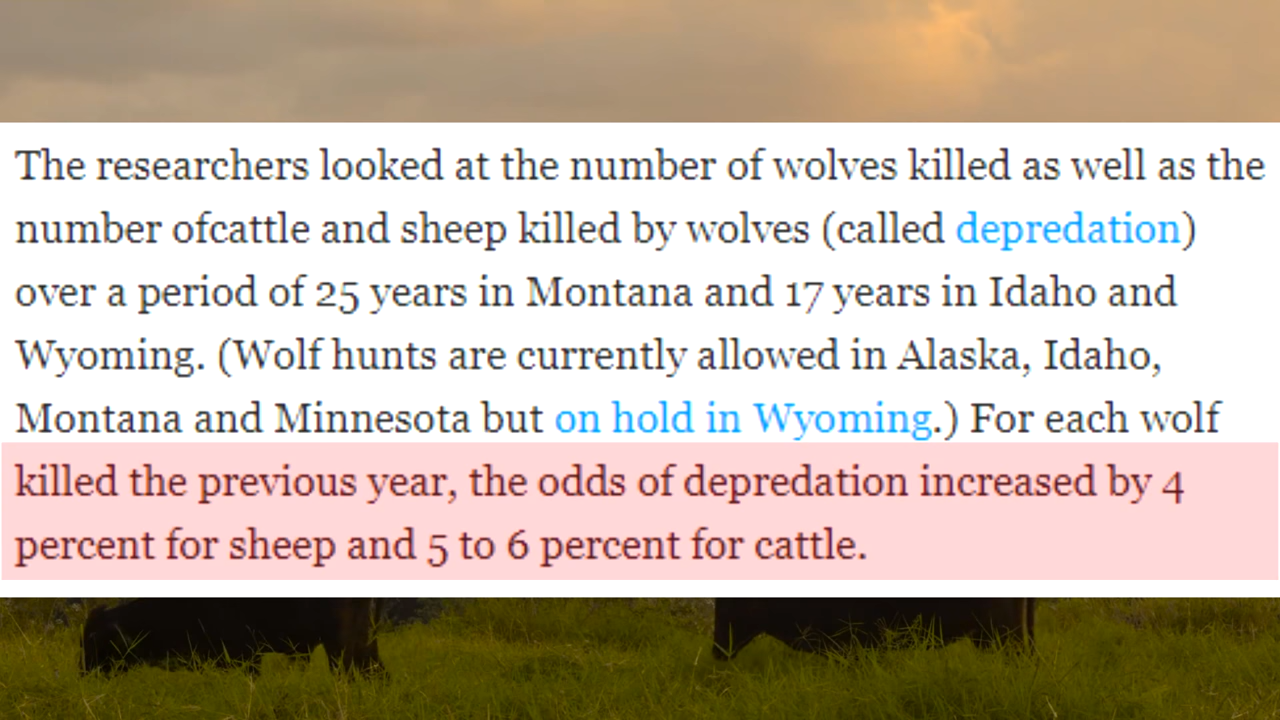 The researchers looked at the number of wolves killed as well as the
number ofcattle and sheep killed by wolves (called depredation)
over a period of 25 years in Montana and 17 years in Idaho and
Wyoming. (Wolf hunts are currently allowed in Alaska, Idaho,
Montana and Minnesota but on hold in Wyoming.) For each wolf
killed the previous year, the odds of depredation increased by 4
percent for sheep and 5 to 6 percent for cattle.